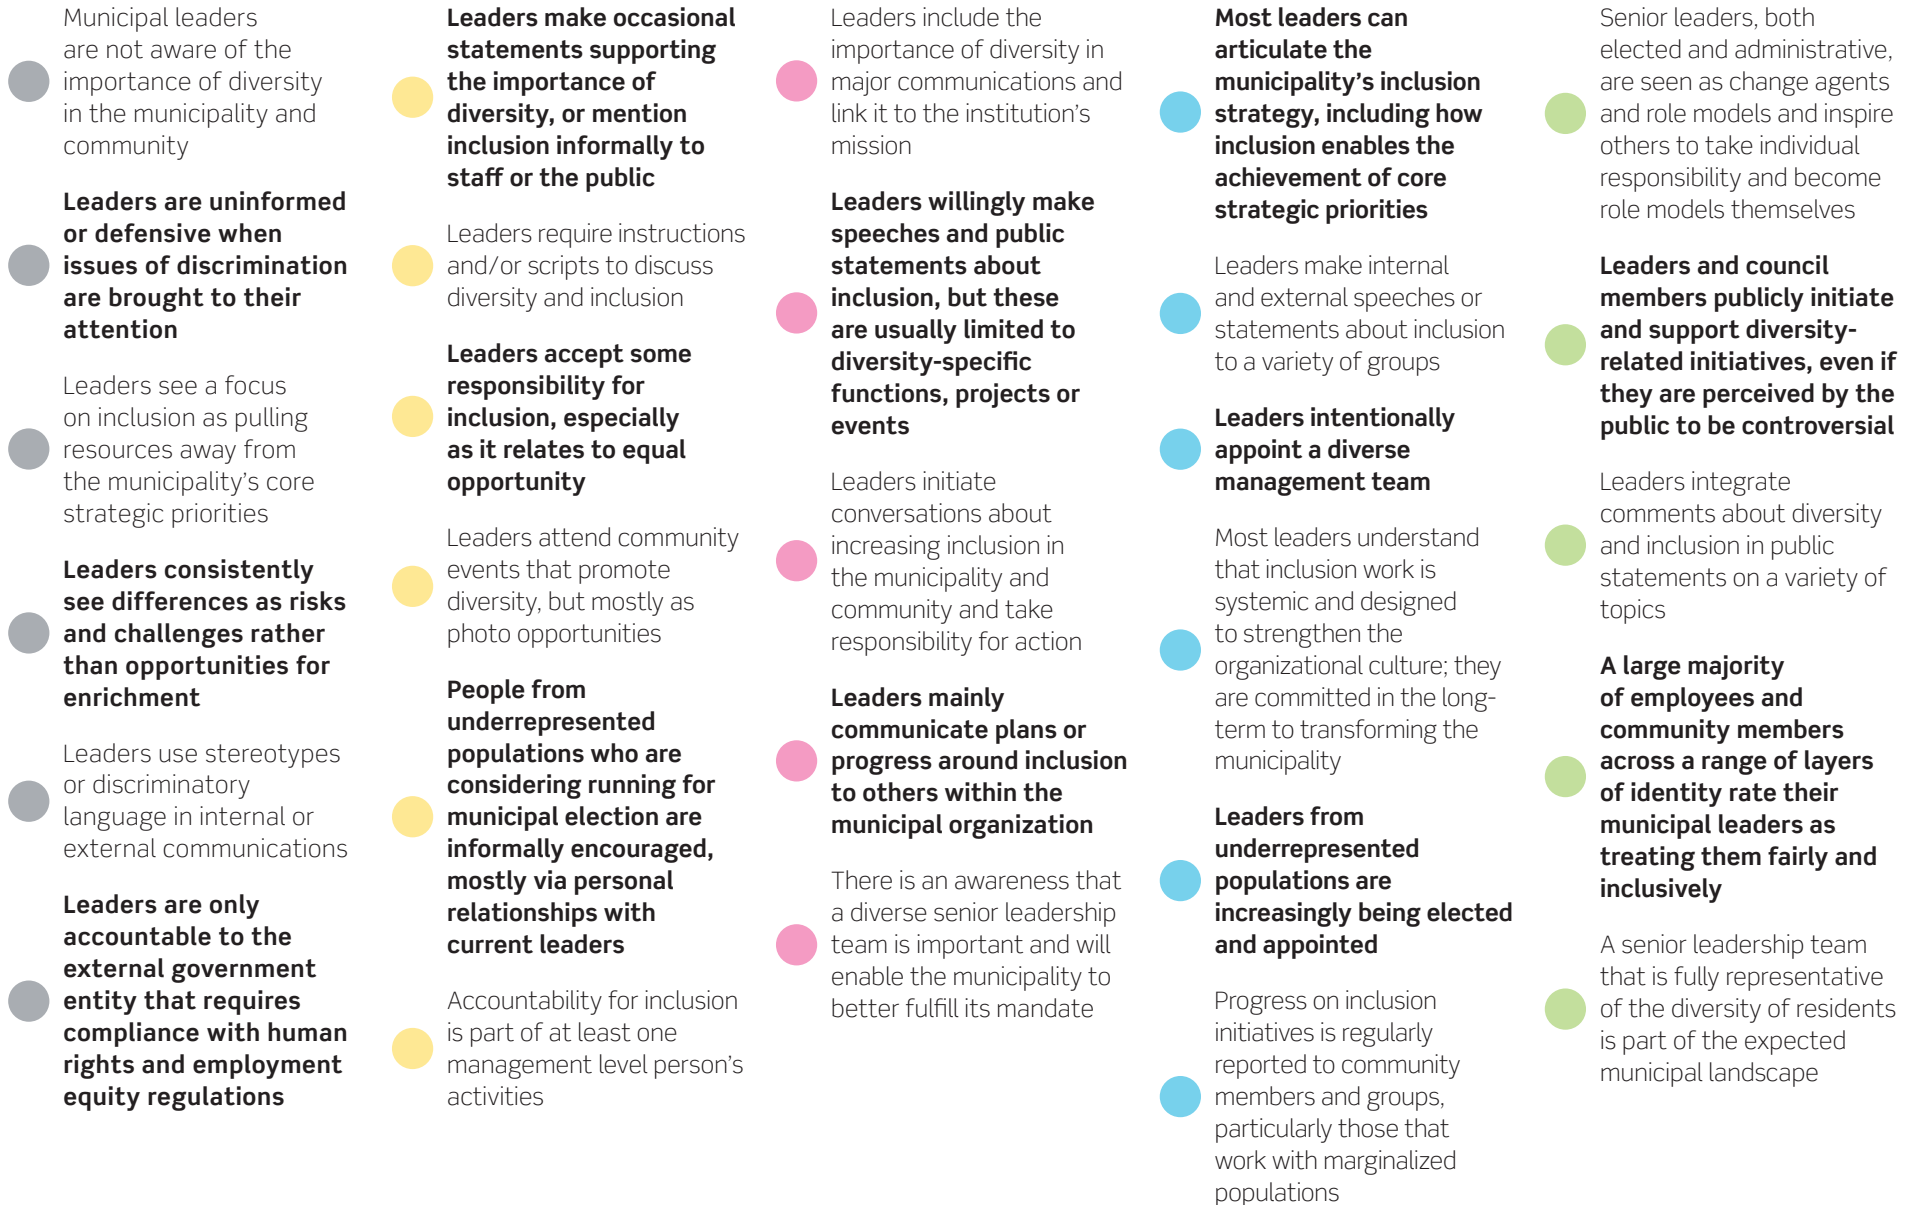 Municipal leaders
are not aware of the
importance of diversity
in the municipality and
community
Leaders are uninformed
or defensive when
issues of discrimination
are brought to their
attention
Leaders see a focus
on inclusion as pulling
resources away from
the municipality’s core
strategic priorities
Leaders consistently
see differences as risks
and challenges rather
than opportunities for
enrichment
Leaders use stereotypes
or discriminatory
language in internal or
external communications
Leaders are only
accountable to the
external government
entity that requires
compliance with human
rights and employment
equity regulations
Leaders make occasional
statements supporting
the importance of
diversity, or mention
inclusion informally to
staff or the public
Leaders require instructions
and/or scripts to discuss
diversity and inclusion
Leaders accept some
responsibility for
inclusion, especially
as it relates to equal
opportunity
Leaders attend community
events that promote
diversity, but mostly as
photo opportunities
People from
underrepresented
populations who are
considering running for
municipal election are
informally encouraged,
mostly via personal
relationships with
current leaders
Accountability for inclusion
is part of at least one
management level person’s
activities
Leaders include the
importance of diversity in
major communications and
link it to the institution’s
mission
Leaders willingly make
speeches and public
statements about
inclusion, but these
are usually limited to
diversity-specific
functions, projects or
events
Leaders initiate
conversations about
increasing inclusion in
the municipality and
community and take
responsibility for action
Leaders mainly
communicate plans or
progress around inclusion
to others within the
municipal organization
There is an awareness that
a diverse senior leadership
team is important and will
enable the municipality to
better fulfill its mandate
Most leaders can
articulate the
municipality’s inclusion
strategy, including how
inclusion enables the
achievement of core
strategic priorities
Leaders make internal
and external speeches or
statements about inclusion
to a variety of groups
Leaders intentionally
appoint a diverse
management team
Most leaders understand
that inclusion work is
systemic and designed
to strengthen the
organizational culture; they
are committed in the long-
term to transforming the
municipality
Leaders from
underrepresented
populations are
increasingly being elected
and appointed
Progress on inclusion
initiatives is regularly
reported to community
members and groups,
particularly those that
work with marginalized
populations
Senior leaders, both
elected and administrative,
are seen as change agents
and role models and inspire
others to take individual
responsibility and become
role models themselves
Leaders and council
members publicly initiate
and support diversity-
related initiatives, even if
they are perceived by the
public to be controversial
Leaders integrate
comments about diversity
and inclusion in public
statements on a variety of
topics
A large majority
of employees and
community members
across a range of layers
of identity rate their
municipal leaders as
treating them fairly and
inclusively
A senior leadership team
that is fully representative
of the diversity of residents
is part of the expected
municipal landscape